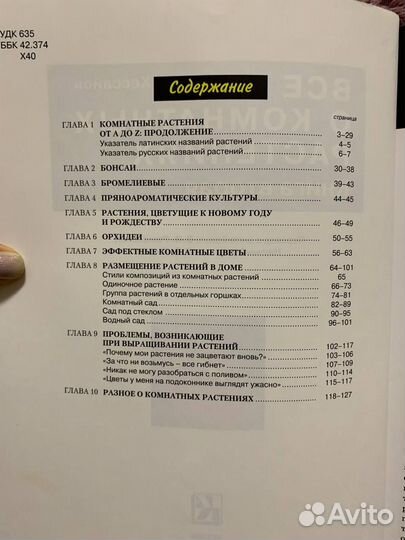 УДК 635
ББК 42.374
Х40
Содержание
страница
ГЛАВА 1 КОМНАТНЫЕ РАСТЕНИЯ
ОТ А ДО Z: ПРОДОЛЖЕНИЕ 3–29
Указатель латинских названий растений 4–5
Указатель русских названий растений 6–7
ГЛАВА 2 БОНСАИ 30–38
ГЛАВА 3 БРОМЕЛИЕВЫЕ 39–43
ГЛАВА 4 ПРЯНОАРОМАТИЧЕСКИЕ КУЛЬТУРЫ 44–45
ГЛАВА 5 РАСТЕНИЯ, ЦВЕТУЩИЕ К НОВОМУ ГОДУ
И РОЖДЕСТВУ 46–49
ГЛАВА 6 ОРХИДЕИ 50–55
ГЛАВА 7 ЭФФЕКТНЫЕ КОМНАТНЫЕ ЦВЕТЫ 56–63
ГЛАВА 8 РАЗМЕЩЕНИЕ РАСТЕНИЙ В ДОМЕ 64–101
Стили композиций из комнатных растений 65
Одиночное растение 66–73
Группа растений в отдельных горшках 74–81
Комнатный сад 82–89
Сад под стеклом 90–95
Водный сад 96–101
ГЛАВА 9 ПРОБЛЕМЫ, ВОЗНИКАЮЩИЕ
ПРИ ВЫРАЩИВАНИИ РАСТЕНИЙ 102–117
«Почему мои растения не зацветают вновь?» 103–106
«За что ни возьмусь – все гибнет» 107–109
«Никак не могу разобраться с поливом» 110–114
«Цветы у меня на подоконнике выглядят ужасно» 115–117
ГЛАВА 10 РАЗНОЕ О КОМНАТНЫХ РАСТЕНИЯХ 118–127
Avito